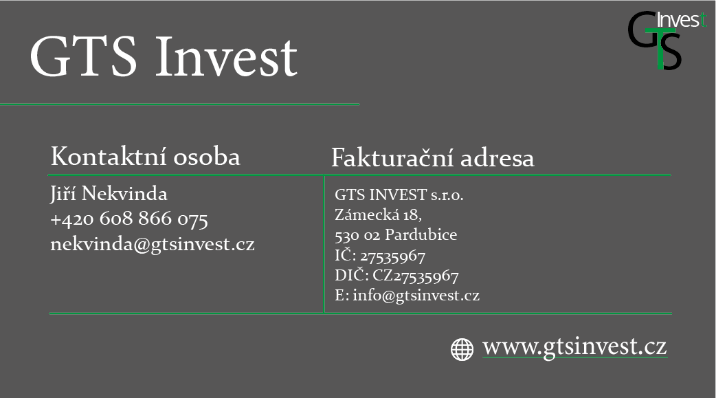 GTS Invest
GTS Invest
Kontaktní osoba
Jiří Nekvinda
+420 608 866 075
nekvinda@gtsinvest.cz
Fakturační adresa
GTS INVEST s.r.o.
Zámecká 18,
530 02 Pardubice
IČ: 27535967
DIČ: CZ27535967
E: info@gtsinvest.cz
www.gtsinvest.cz